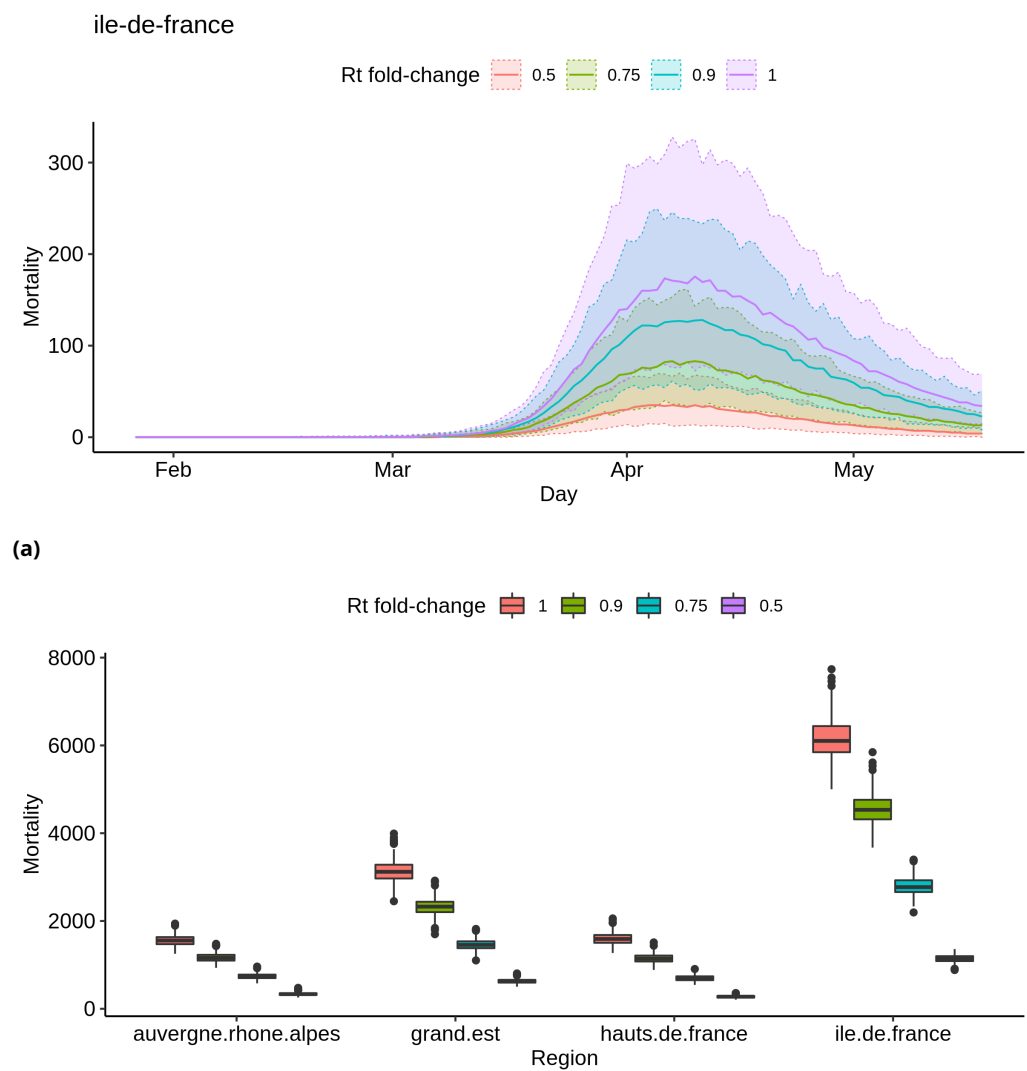 ile-de-france
Rt fold-change 0.5 0.75 0.9 1
300
200
100
0
Mortality
Feb Mar Apr May
Day
(a)
Rt fold-change 1 0.9 0.75 0.5
8000
6000
4000
2000
0
Mortality
auvergne.rhone.alpes grand.est hauts.de.france ile.de.france
Region